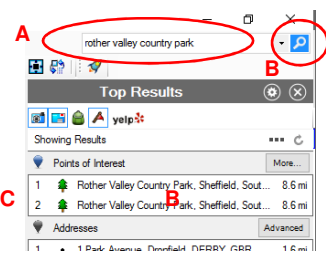 A
rother valley country park
B
Top Results
yelp
Showing Results
Points of Interest More...
1 Rother Valley Country Park, Sheffield, Sout... 8.6 mi
C B
2 Rother Valley Country Park, Sheffield, Sout... 8.6 mi
Addresses Advanced
1 1 Park Avenue, Dronfield, DERBY, GBR 1.6 mi